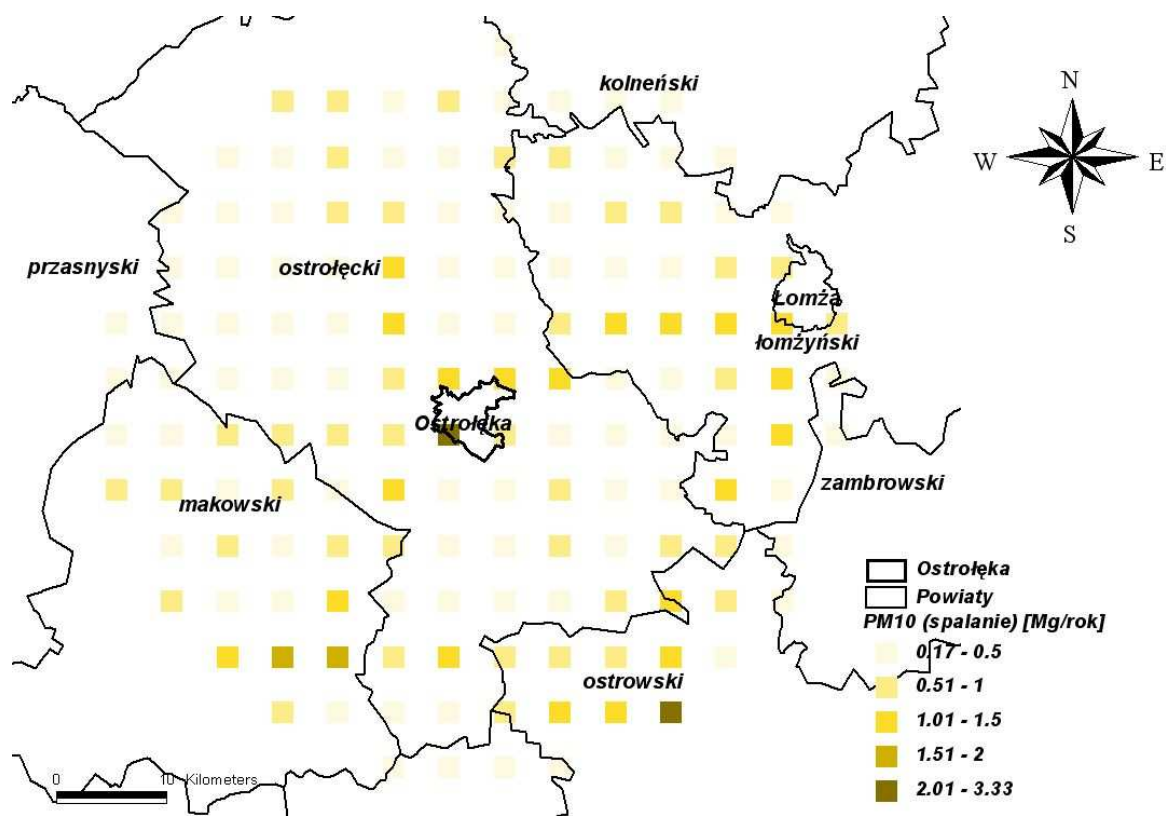 kolneński
N
W
E
S
przasnyski
ostrołęcki
Łomża
łomżyński
Ostrołęka
makowski
zambrowski
ostrowski
Ostrołęka
Powiaty
PM10 (spalanie) [Mg/rok]
0.17 - 0.5
0.51 - 1
1.01 - 1.5
1.51 - 2
2.01 - 3.33
0 10 Kilometers